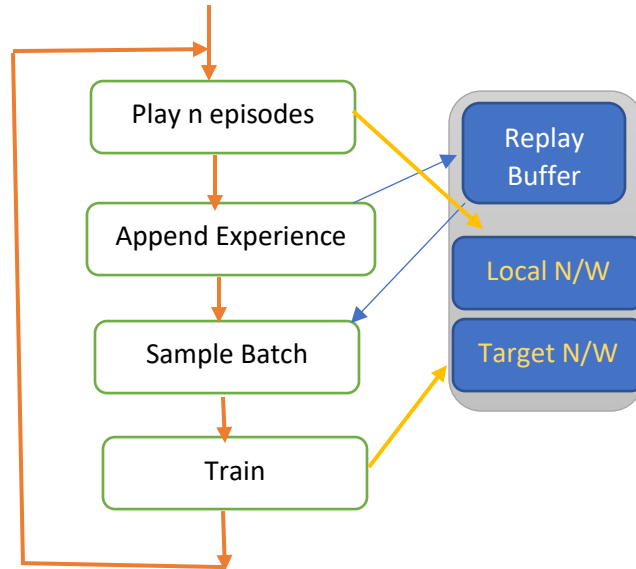 Play n episodes
Replay
Buffer
Append Experience
Local N/W
Sample Batch
Target N/W
Train